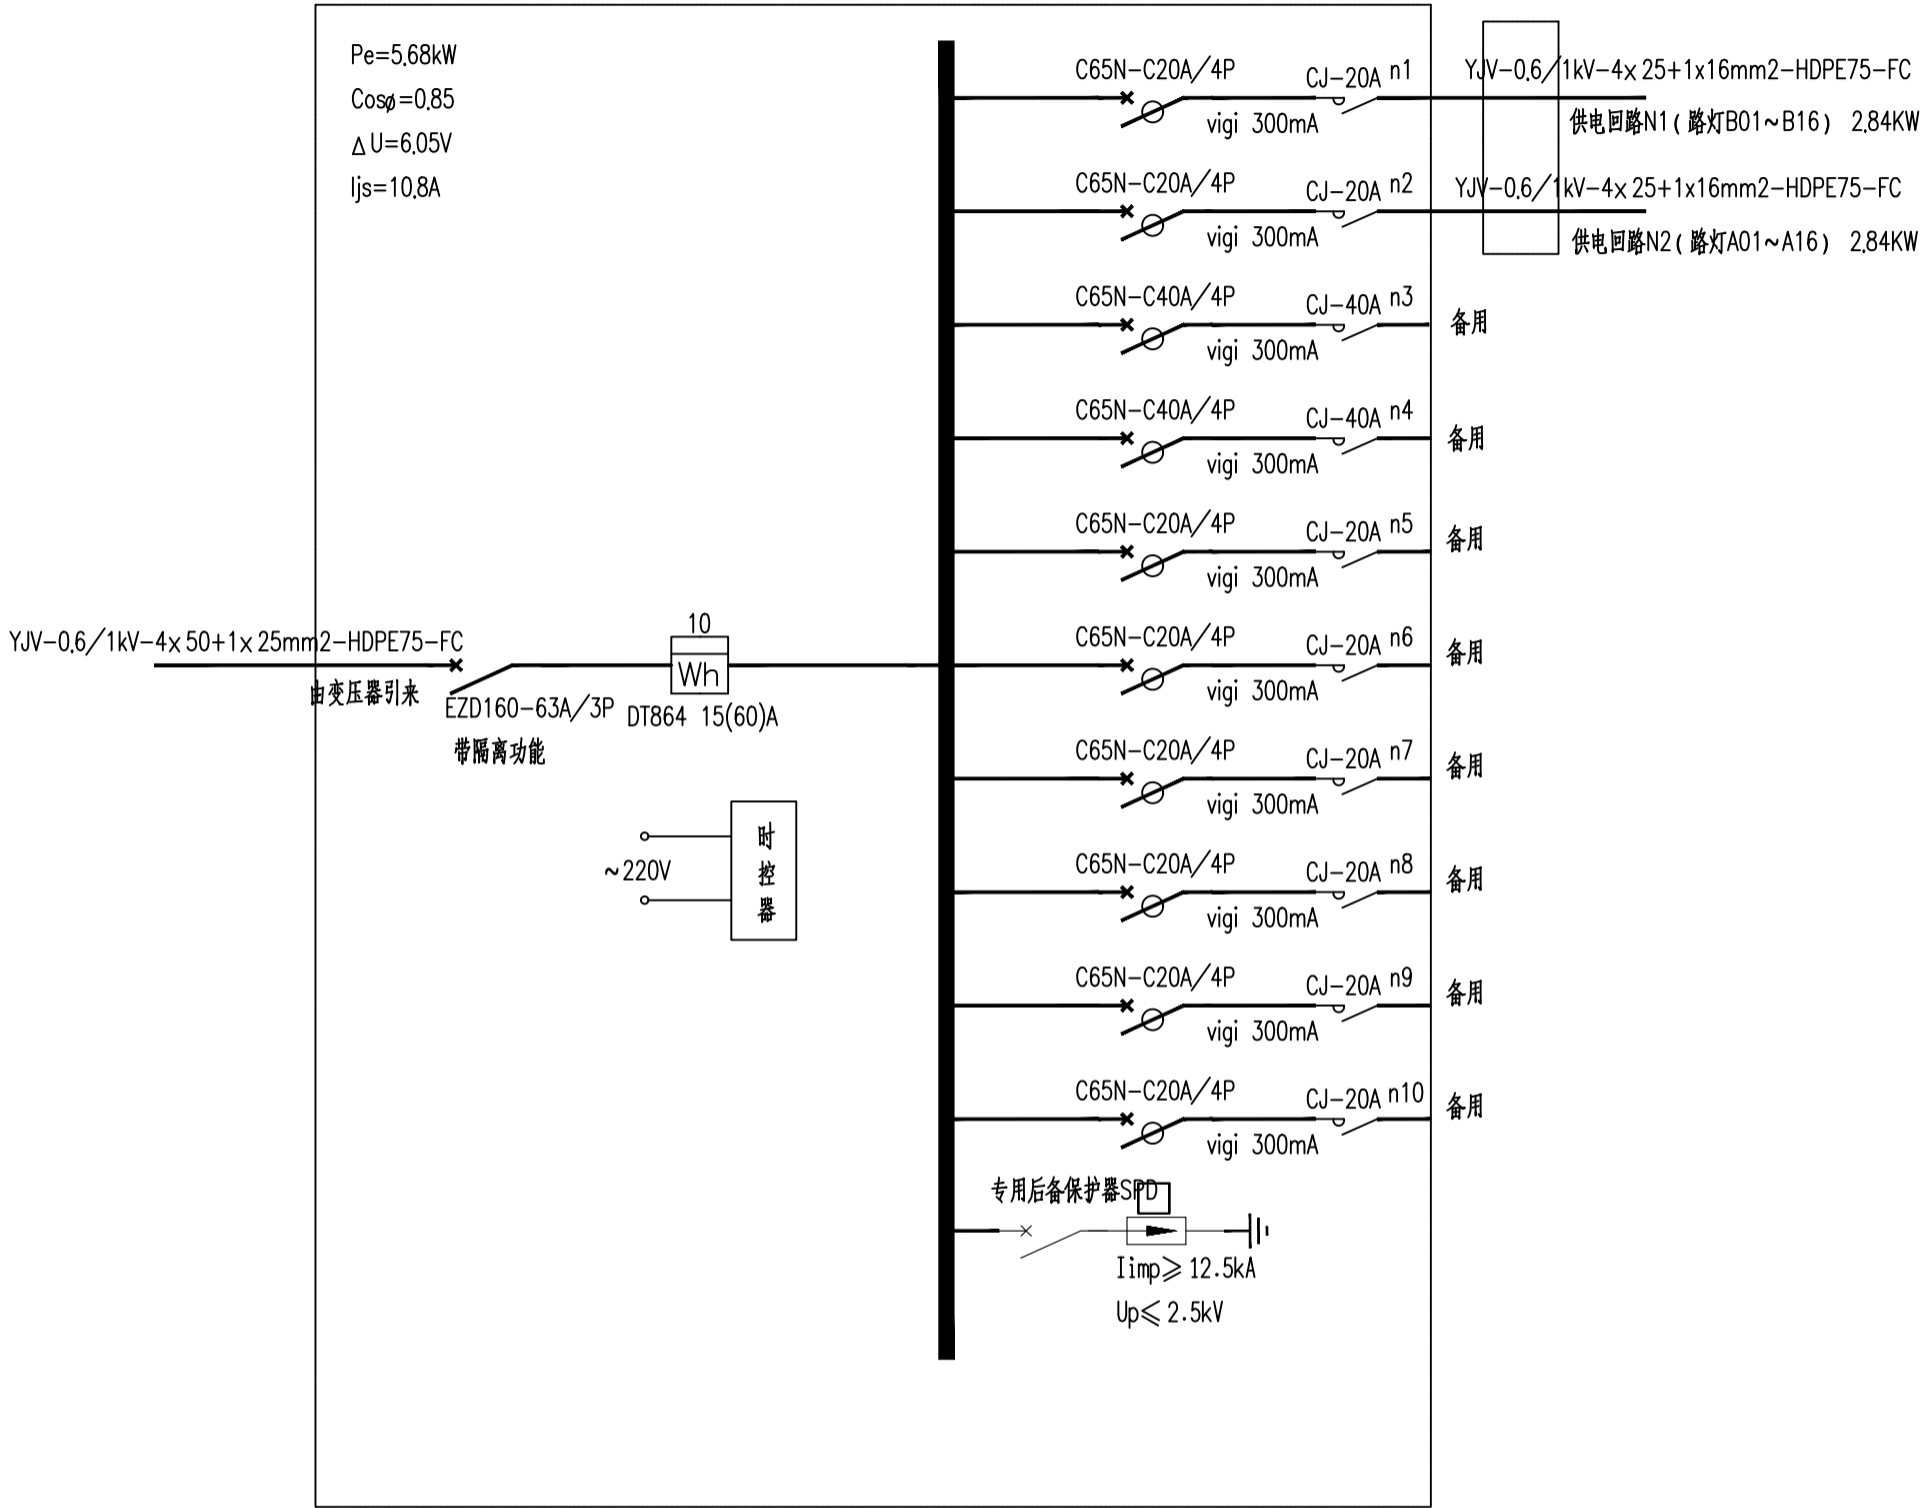 Pe=5.68kW
Cosø=0.85
ΔU=6.05V
Ijs=10.8A
YJV-0.6/1kV-4x50+1x25mm2-HDPE75-FC
由变压器引来
EZD160-63A/3P
带隔离功能
10
Wh
DT864 15(60)A
~220V
时
控
器
C65N-C20A/4P
vigi 300mA
CJ-20A
n1
YJV-0.6/1kV-4x25+1x16mm2-HDPE75-FC
供电回路N1(路灯B01~B16) 2.84KW
C65N-C20A/4P
vigi 300mA
CJ-20A
n2
YJV-0.6/1kV-4x25+1x16mm2-HDPE75-FC
供电回路N2(路灯A01~A16) 2.84KW
C65N-C40A/4P
vigi 300mA
CJ-40A
n3
备用
C65N-C40A/4P
vigi 300mA
CJ-40A
n4
备用
C65N-C20A/4P
vigi 300mA
CJ-20A
n5
备用
C65N-C20A/4P
vigi 300mA
CJ-20A
n6
备用
C65N-C20A/4P
vigi 300mA
CJ-20A
n7
备用
C65N-C20A/4P
vigi 300mA
CJ-20A
n8
备用
C65N-C20A/4P
vigi 300mA
CJ-20A
n9
备用
C65N-C20A/4P
vigi 300mA
CJ-20A
n10
备用
专用后备保护器SPD
Iimp≥12.5kA
Up≤2.5kV